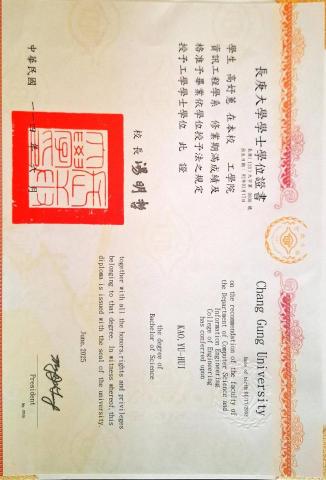 長庚大學學士學位證書
學生 高妤蕙 在本校 工學院
資訊工程學系 修業期滿成績及
格准予畢業依學位授予法之規定
授予工學學士學位 此 證
校長 湯明哲
中華民國
Chang Gung University
on the recommendation of the faculty of
the Department of Computer Science and
Information Engineering
College of Engineering
has conferred upon
KAO, YU-HUI
the degree of
Bachelor of Science
together with all the honors, rights and privileges
belonging to that degree. In witness whereof, this
diploma is issued with the seal of the university.
June, 2025
President